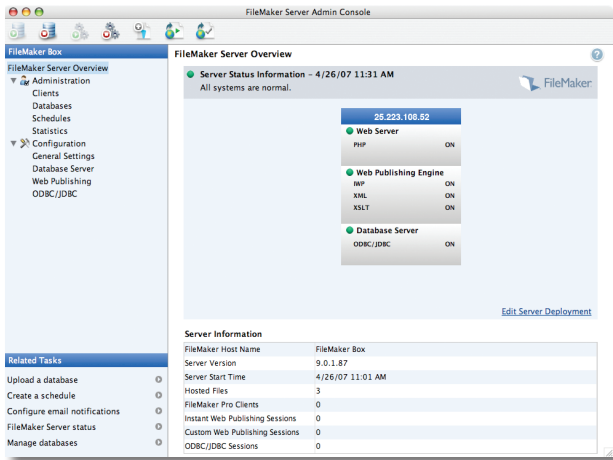 FileMaker Server Admin Console
FileMaker Box
FileMaker Server Overview
Administration
Clients
Databases
Schedules
Statistics
Configuration
General Settings
Database Server
Web Publishing
ODBC/JDBC
Related Tasks
Upload a database
Create a schedule
Configure email notifications
FileMaker Server status
Manage databases
FileMaker Server Overview
?
Server Status Information – 4/26/07 11:31 AM
All systems are normal.
FileMaker
25.223.108.52
Web Server
PHP ON
Web Publishing Engine
IWP ON
XML ON
XSLT ON
Database Server
ODBC/JDBC ON
Edit Server Deployment
Server Information
FileMaker Host Name FileMaker Box
Server Version 9.0.1.87
Server Start Time 4/26/07 11:01 AM
Hosted Files 3
FileMaker Pro Clients 0
Instant Web Publishing Sessions 0
Custom Web Publishing Sessions 0
ODBC/JDBC Sessions 0